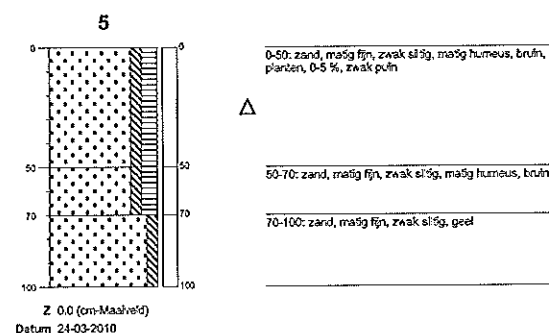 5
0
0
0-50: zand, matig fijn, zwak siltig, matig humeus, bruin,
planten, 0-5 %, zwak puin
50
50
50-70: zand, matig fijn, zwak siltig, matig humeus, bruin
70
70
70-100: zand, matig fijn, zwak siltig, geel
100
100
Z 0.0 (cm-Maaiveld)
Datum 24-03-2010